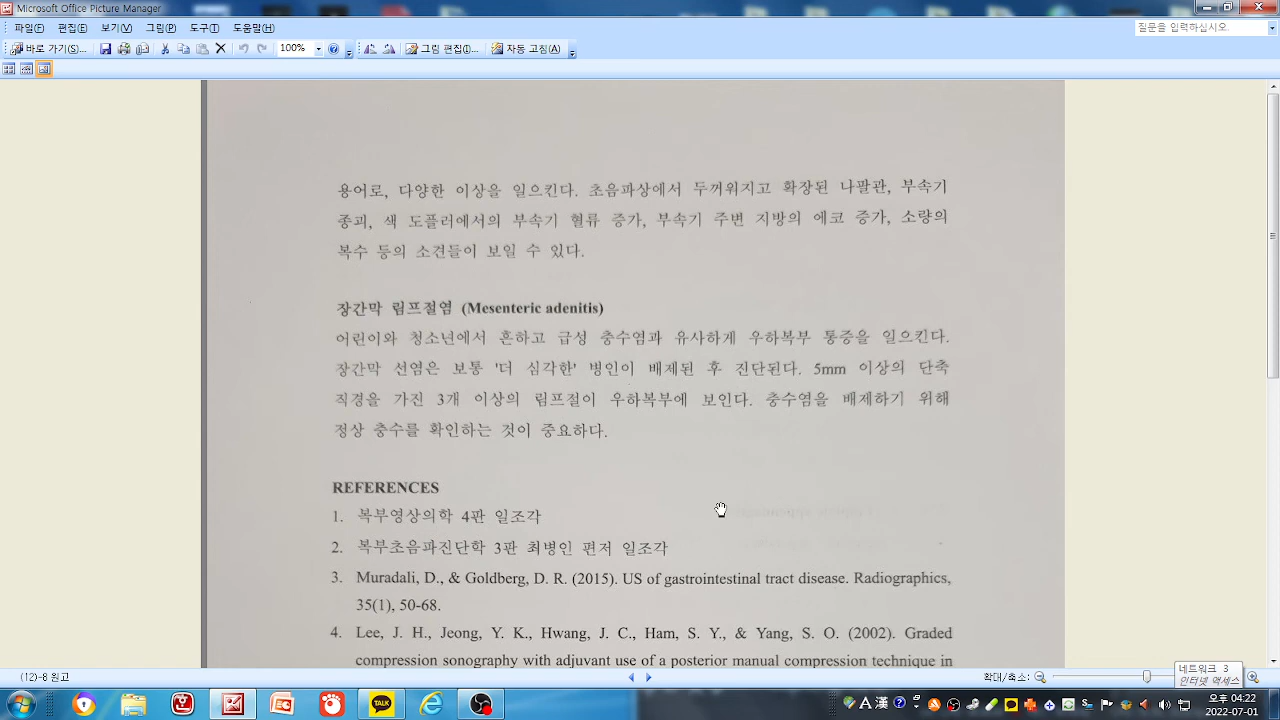 Microsoft Office Picture Manager
파일(F) 편집(E) 보기(V) 그림(P) 도구(T) 도움말(H)
질문을 입력하십시오.
바로 가기(S)... 100% 그림 편집(D)... 자동 고침(A)
용어로, 다양한 이상을 일으킨다. 초음파상에서 두꺼워지고 확장된 나팔관, 부속기
종괴, 색 도플러에서의 부속기 혈류 증가, 부속기 주변 지방의 에코 증가, 소량의
복수 등의 소견들이 보일 수 있다.
장간막 림프절염 (Mesenteric adenitis)
어린이와 청소년에서 흔하고 급성 충수염과 유사하게 우하복부 통증을 일으킨다.
장간막 선염은 보통 '더 심각한' 병인이 배제된 후 진단된다. 5mm 이상의 단축
직경을 가진 3개 이상의 림프절이 우하복부에 보인다. 충수염을 배제하기 위해
정상 충수를 확인하는 것이 중요하다.
REFERENCES
1. 복부영상의학 4판 일조각
2. 복부초음파진단학 3판 최병인 편저 일조각
3. Muradali, D., & Goldberg, D. R. (2015). US of gastrointestinal tract disease. Radiographics,
35(1), 50-68.
4. Lee, J. H., Jeong, Y. K., Hwang, J. C., Ham, S. Y., & Yang, S. O. (2002). Graded
compression sonography with adjuvant use of a posterior manual compression technique in
(12)-8 원고
확대/축소:
네트워크 3
인터넷 액세스
TALK
A 漢
오후 04:22
2022-07-01